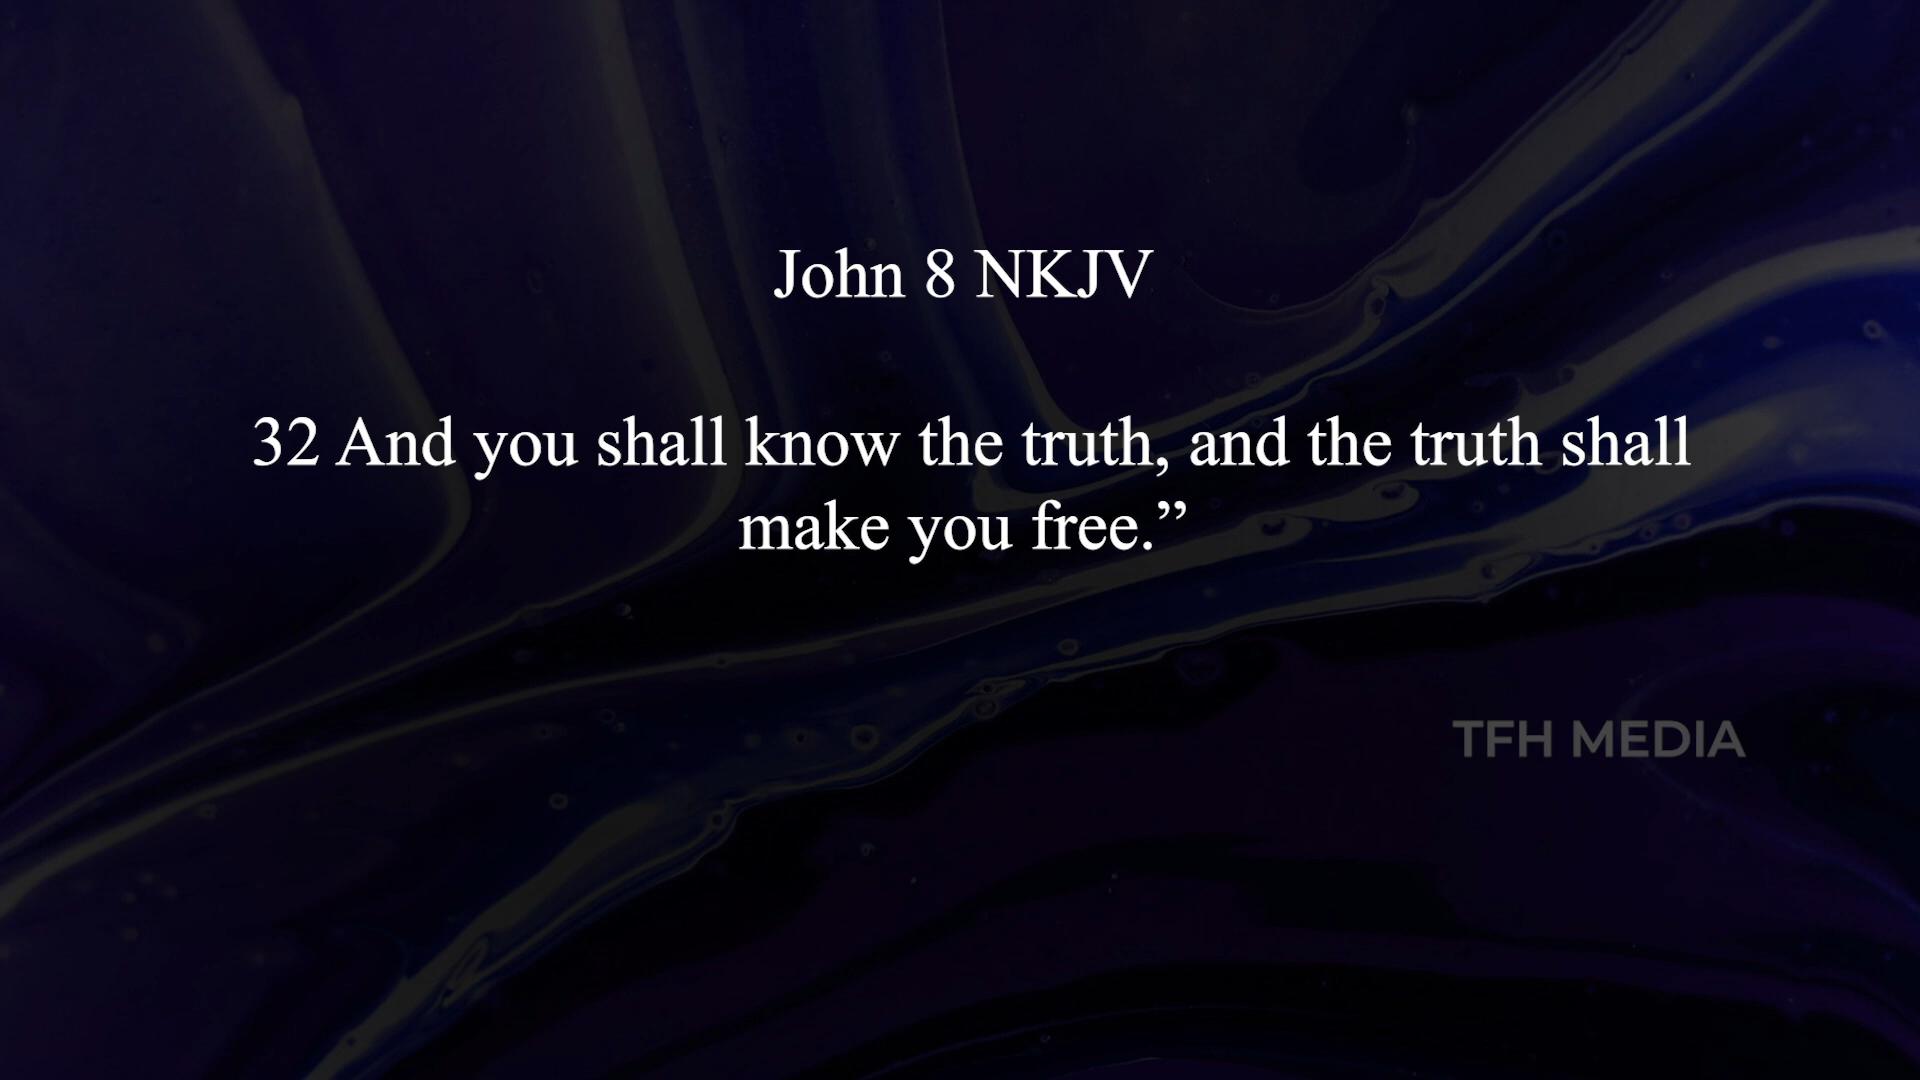 John 8 NKJV
32 And you shall know the truth, and the truth shall
make you free.”
TFH MEDIA